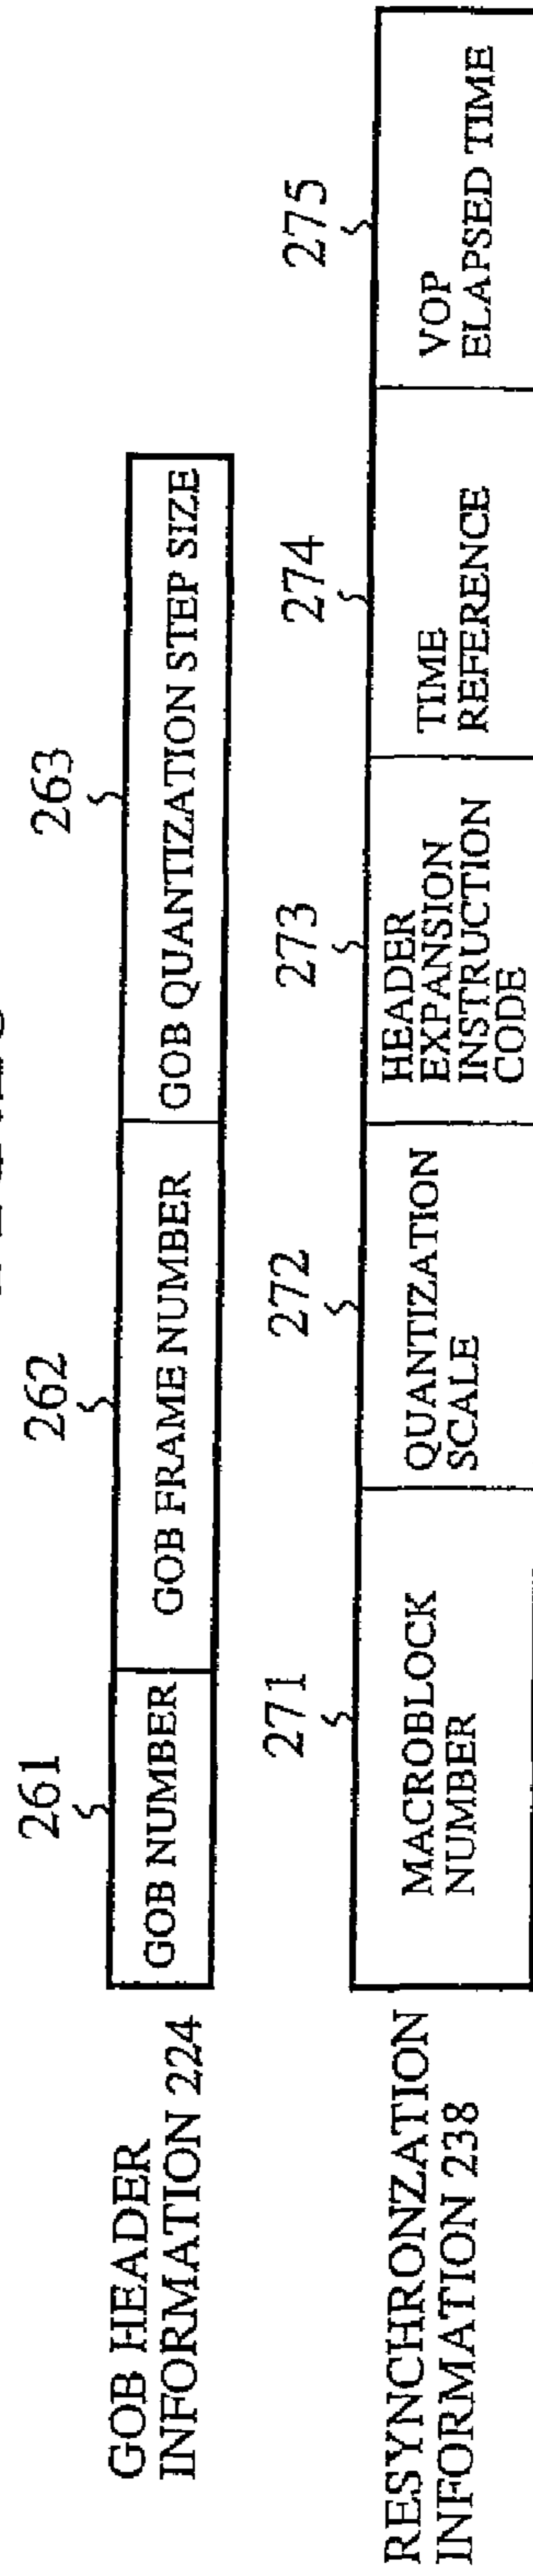 261
262
263
GOB HEADER
INFORMATION 224
GOB NUMBER
GOB FRAME NUMBER
GOB QUANTIZATION STEP SIZE
271
272
273
274
275
RESYNCHRONZATION
INFORMATION 238
MACROBLOCK
NUMBER
QUANTIZATION
SCALE
HEADER
EXPANSION
INSTRUCTION
CODE
TIME
REFERENCE
VOP
ELAPSED TIME